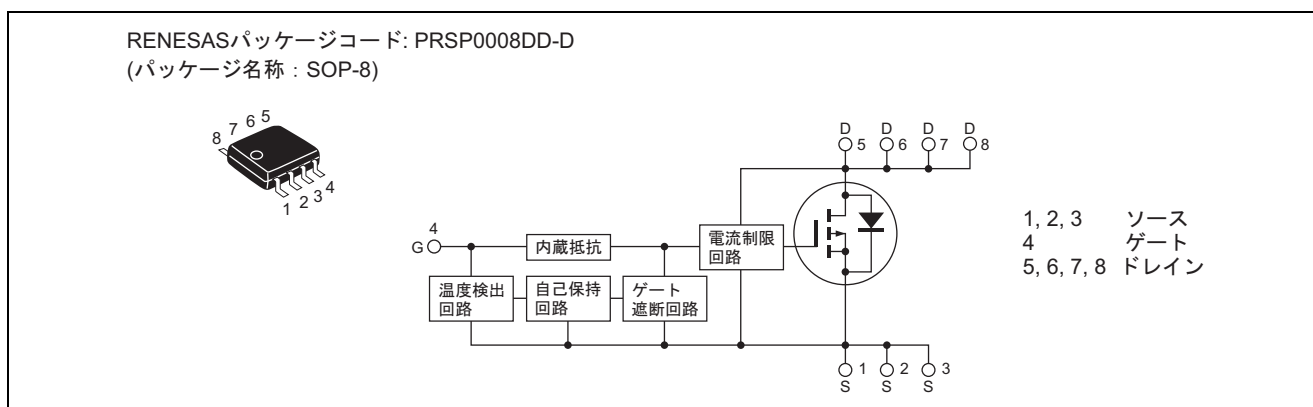 RENESASパッケージコード: PRSP0008DD-D
(パッケージ名称：SOP-8)
8 7 6 5
1 2 3 4
D D D D
5 6 7 8
4
G
内蔵抵抗
電流制限
回路
温度検出
回路
自己保持
回路
ゲート
遮断回路
1 2 3
S S S
1, 2, 3 ソース
4 ゲート
5, 6, 7, 8 ドレイン